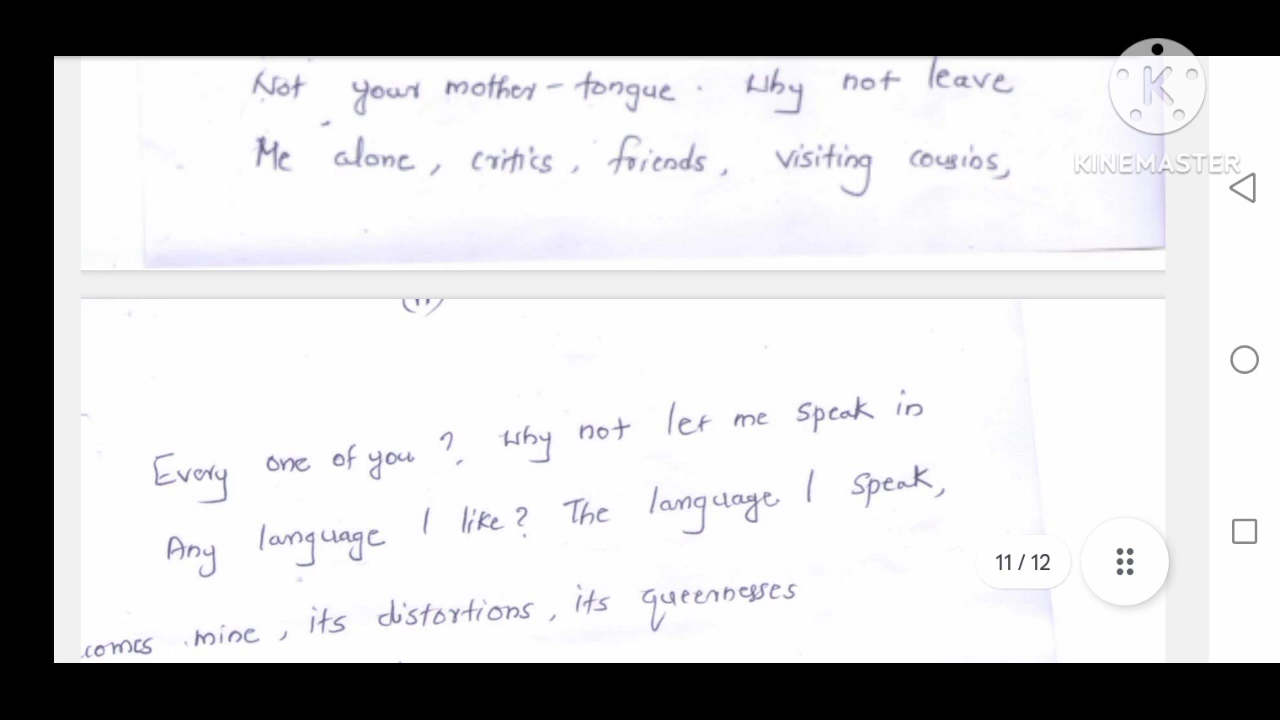 Not your mother-tongue. Why not leave
Me alone, critics, friends, visiting cousins,
KINEMASTER
(11)
Every one of you? Why not let me speak in
Any language I like? The language I speak,
comes mine, its distortions, its queernesses
11 / 12